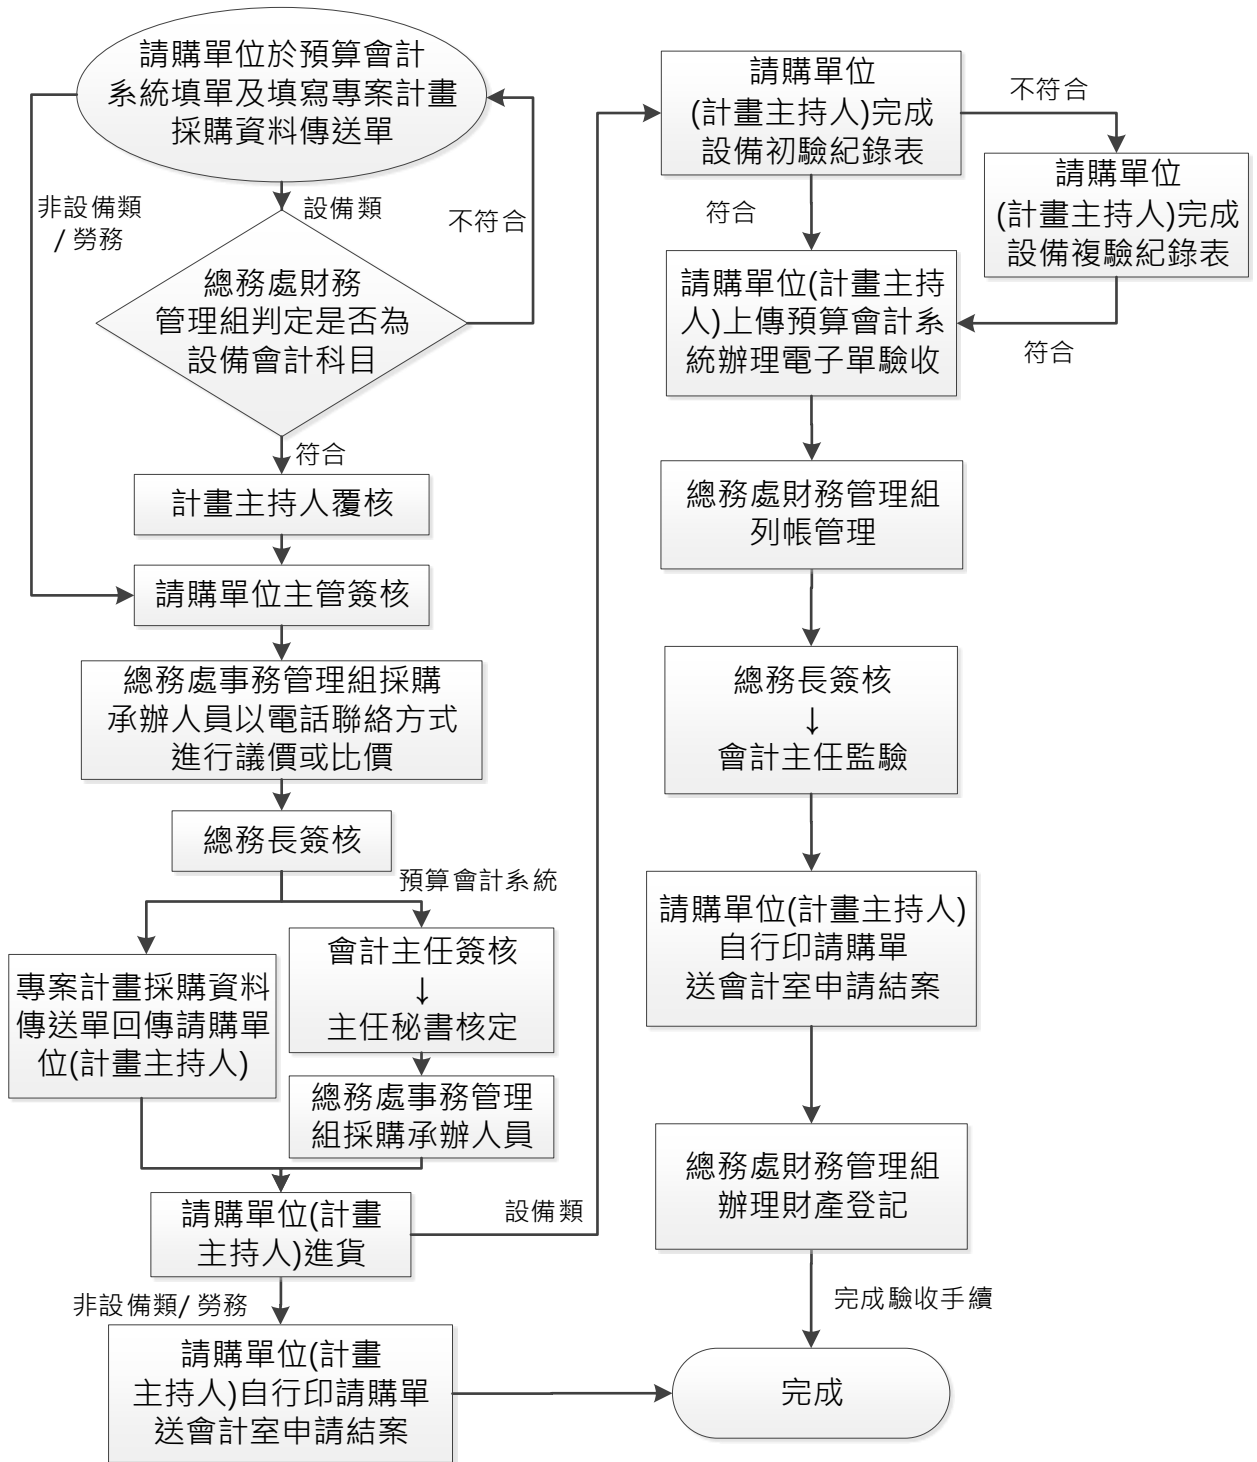 請購單位於預算會計
系統填單及填寫專案計畫
採購資料傳送單
非設備類
/ 勞務
設備類
不符合
總務處財務
管理組判定是否為
設備會計科目
符合
計畫主持人覆核
請購單位主管簽核
總務處事務管理組採購
承辦人員以電話聯絡方式
進行議價或比價
總務長簽核
預算會計系統
專案計畫採購資料
傳送單回傳請購單
位(計畫主持人)
會計主任簽核
↓
主任秘書核定
總務處事務管理
組採購承辦人員
請購單位(計畫
主持人)進貨
設備類
非設備類/ 勞務
請購單位(計畫
主持人)自行印請購單
送會計室申請結案
請購單位
(計畫主持人)完成
設備初驗紀錄表
不符合
請購單位
(計畫主持人)完成
設備複驗紀錄表
符合
符合
請購單位(計畫主持
人)上傳預算會計系
統辦理電子單驗收
總務處財務管理組
列帳管理
總務長簽核
↓
會計主任監驗
請購單位(計畫主持人)
自行印請購單
送會計室申請結案
總務處財務管理組
辦理財產登記
完成驗收手續
完成